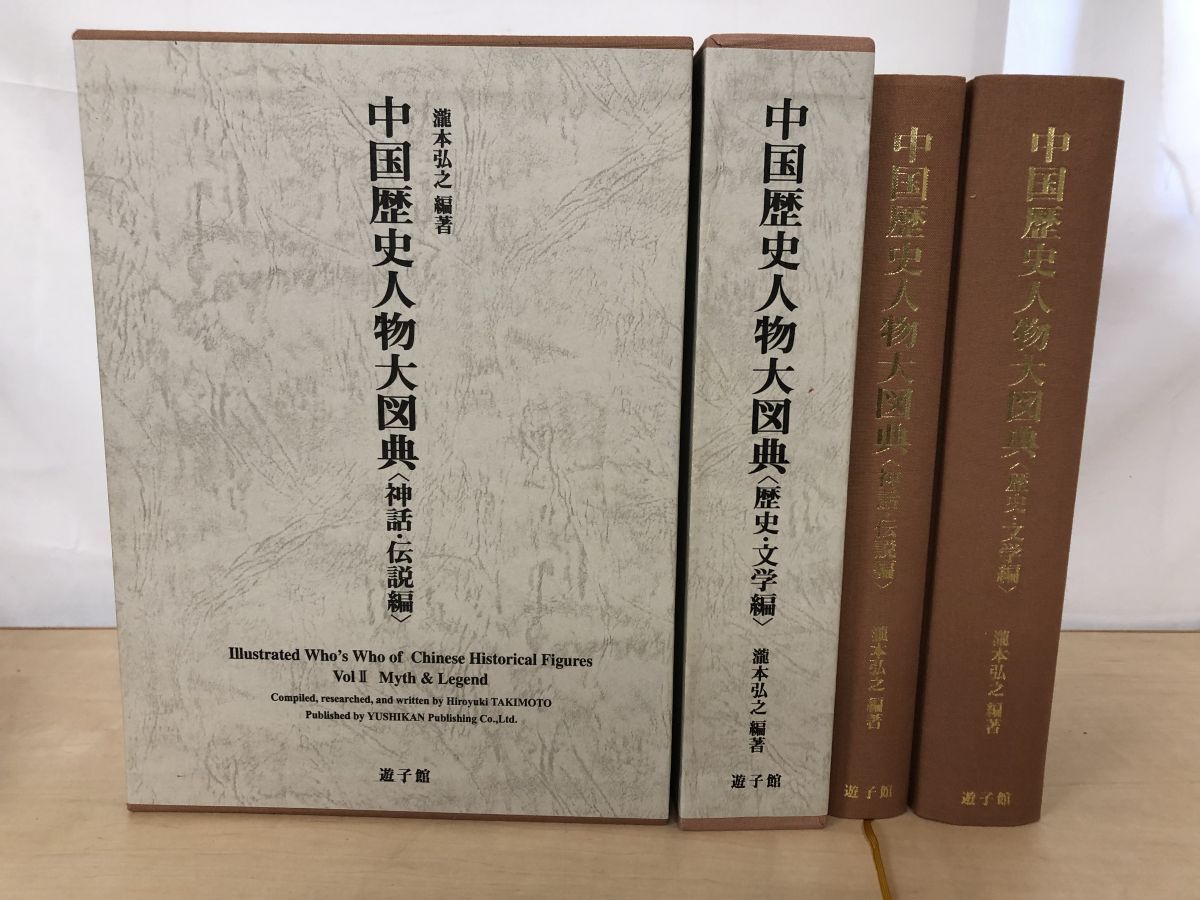 瀧本弘之 編著
中国歴史人物大図典〈神話・伝説編〉
Illustrated Who's Who of Chinese Historical Figures
Vol Ⅱ Myth & Legend
Compiled, researched, and written by Hiroyuki TAKIMOTO
Published by YUSHIKAN Publishing Co.,Ltd.
遊子館
中国歴史人物大図典〈歴史・文学編〉
瀧本弘之 編著
遊子館
中国歴史人物大図典〈神話・伝説編〉
瀧本弘之 編著
遊子館
中国歴史人物大図典〈歴史・文学編〉
瀧本弘之 編著
遊子館